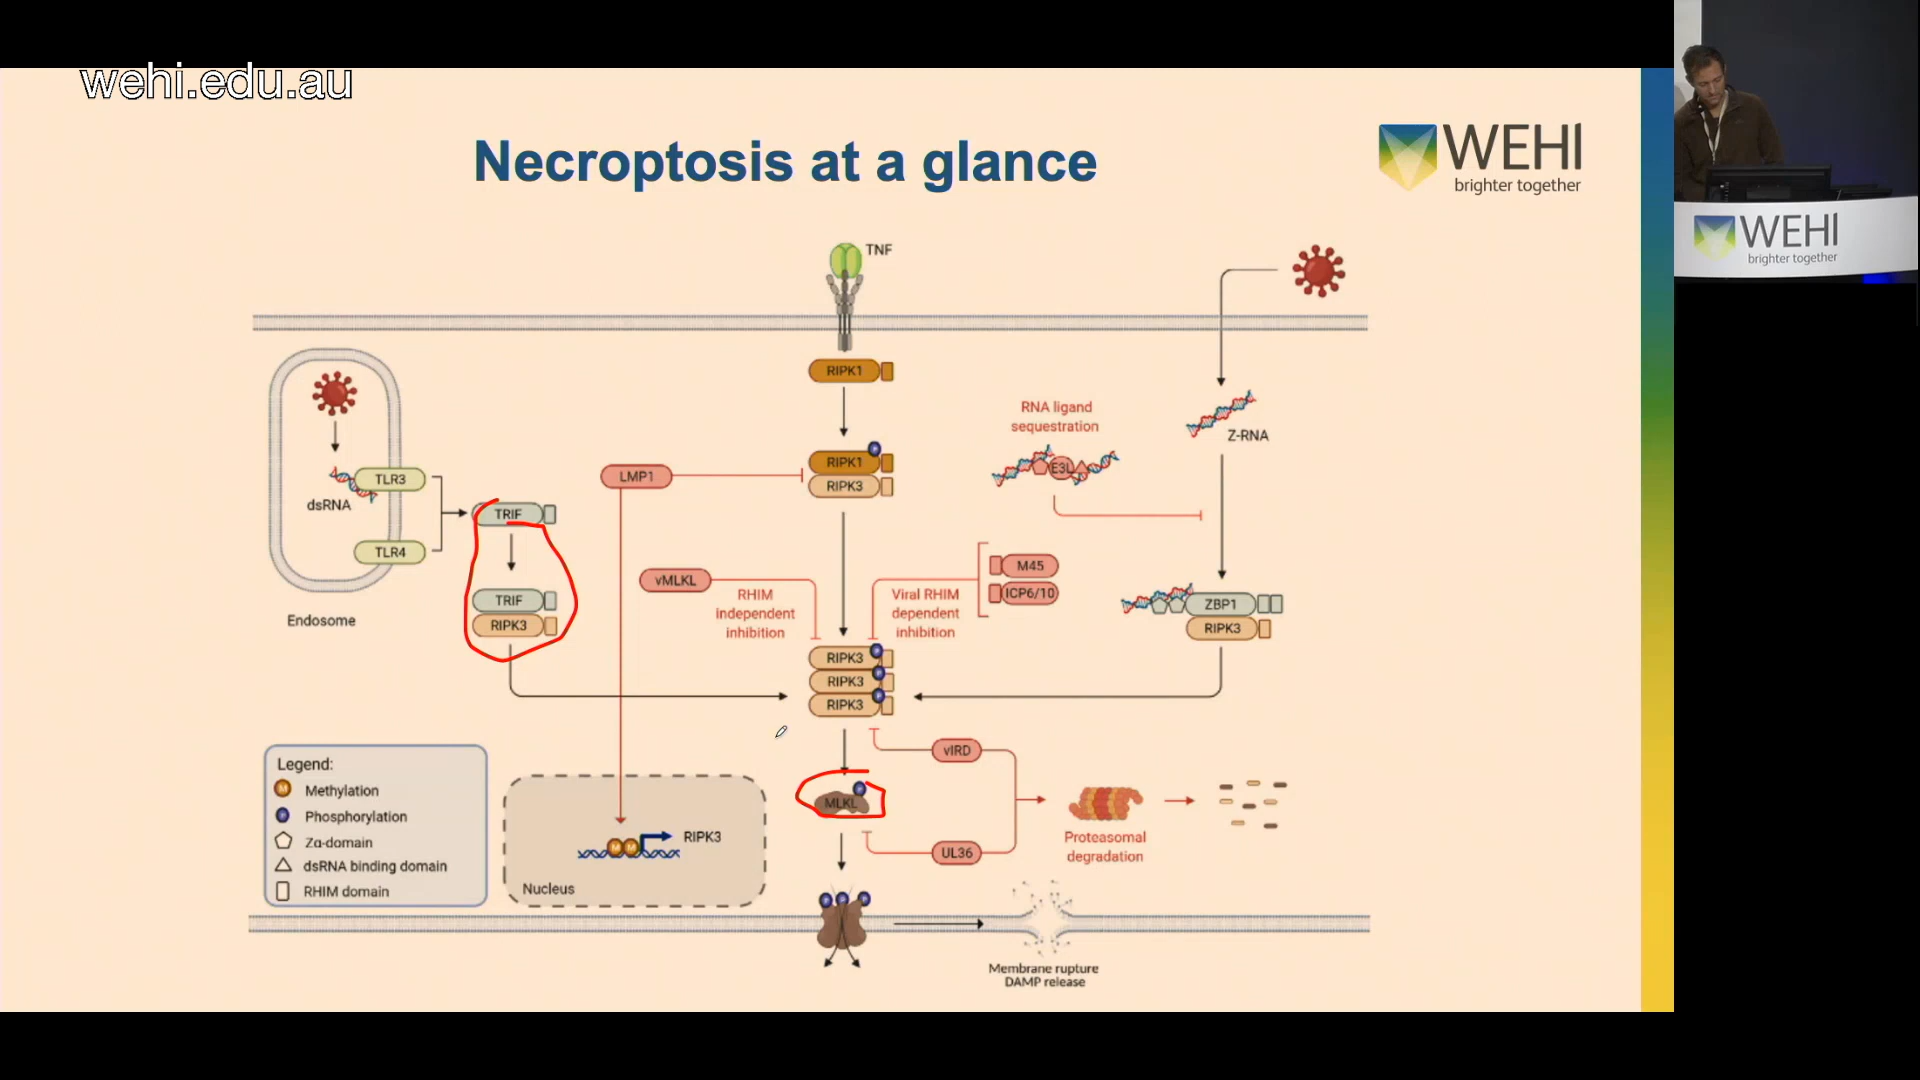 wehi.edu.au
Necroptosis at a glance
WEHI
brighter together
WEHI
brighter together
TNF
RIPK1
RNA ligand
sequestration
Z-RNA
E3L
RIPK1
RIPK3
LMP1
TLR3
dsRNA
TLR4
TRIF
TRIF
RIPK3
Endosome
vMLKL
RHIM
independent
inhibition
Viral RHIM
dependent
inhibition
M45
ICP6/10
ZBP1
RIPK3
RIPK3
P
RIPK3
P
RIPK3
P
vIRD
MLKL
P
UL36
Proteasomal
degradation
Legend:
M Methylation
P Phosphorylation
Zα-domain
dsRNA binding domain
RHIM domain
M M
RIPK3
Nucleus
P P P
Membrane rupture
DAMP release